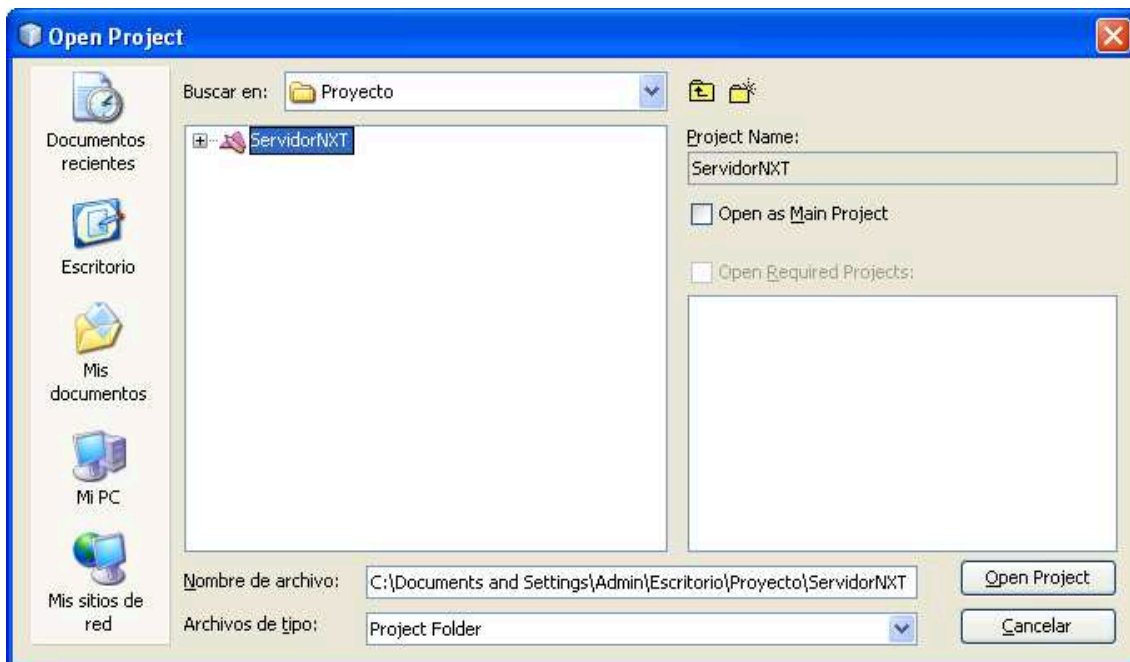 Open Project
Buscar en:
Proyecto
Documentos
recientes
Escritorio
Mis
documentos
Mi PC
Mis sitios de
red
ServidorNXT
Project Name:
ServidorNXT
Open as Main Project
Open Required Projects:
Nombre de archivo:
C:\Documents and Settings\Admin\Escritorio\Proyecto\ServidorNXT
Open Project
Archivos de tipo:
Project Folder
Cancelar